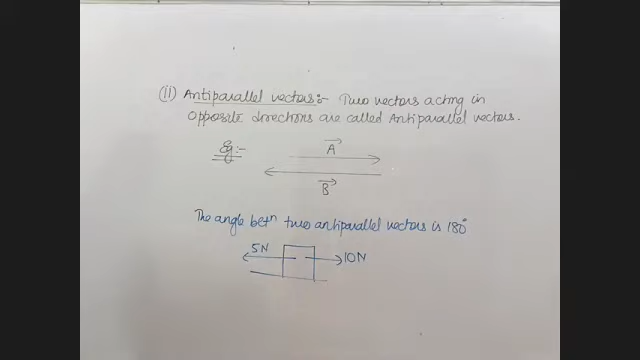 (ii) Antiparallel vectors:- Two vectors acting in
opposite directions are called Antiparallel vectors.
Eg:-
A
B
The angle betn two antiparallel vectors is 180°
5N
10N